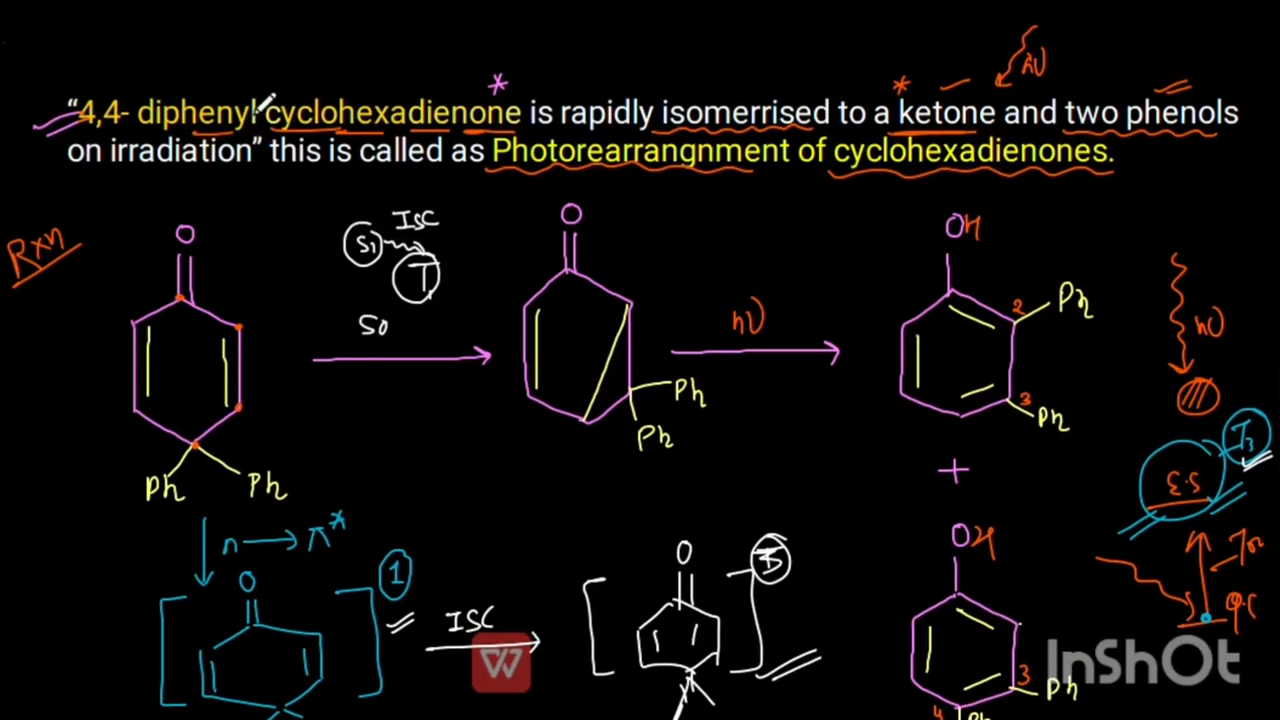 “4,4- diphenyl cyclohexadienone is rapidly isomerrised to a ketone and two phenols
on irradiation” this is called as Photorearrangnment of cyclohexadienones.
* * hν
Rxn
O
S1 ISC
T
S0
Ph Ph
O
Ph
Ph
hν
OH
2 Ph
3 Ph
hν
+
E.S
T3
n → π*
O
1
ISC
O
3
OH
3 Ph
4 Ph
InShOt